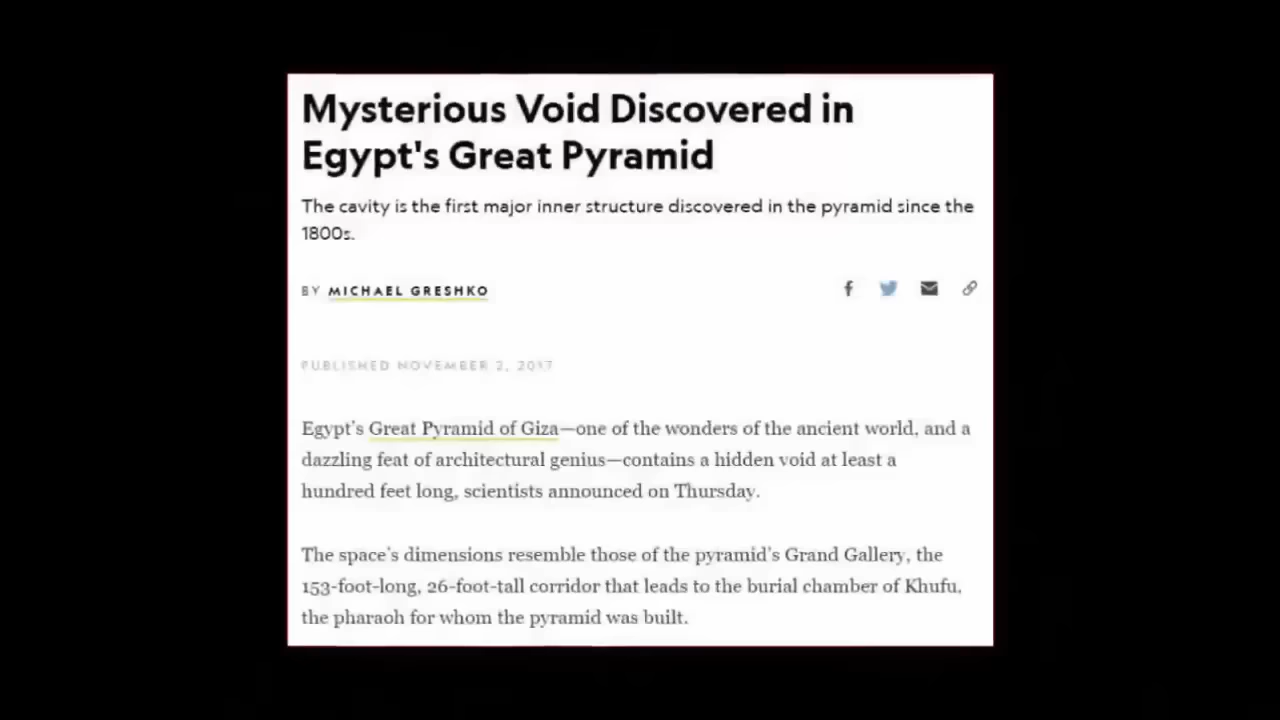 Mysterious Void Discovered in
Egypt's Great Pyramid
The cavity is the first major inner structure discovered in the pyramid since the
1800s.
BY MICHAEL GRESHKO
PUBLISHED NOVEMBER 2, 2017
Egypt's Great Pyramid of Giza—one of the wonders of the ancient world, and a
dazzling feat of architectural genius—contains a hidden void at least a
hundred feet long, scientists announced on Thursday.
The space's dimensions resemble those of the pyramid's Grand Gallery, the
153-foot-long, 26-foot-tall corridor that leads to the burial chamber of Khufu,
the pharaoh for whom the pyramid was built.